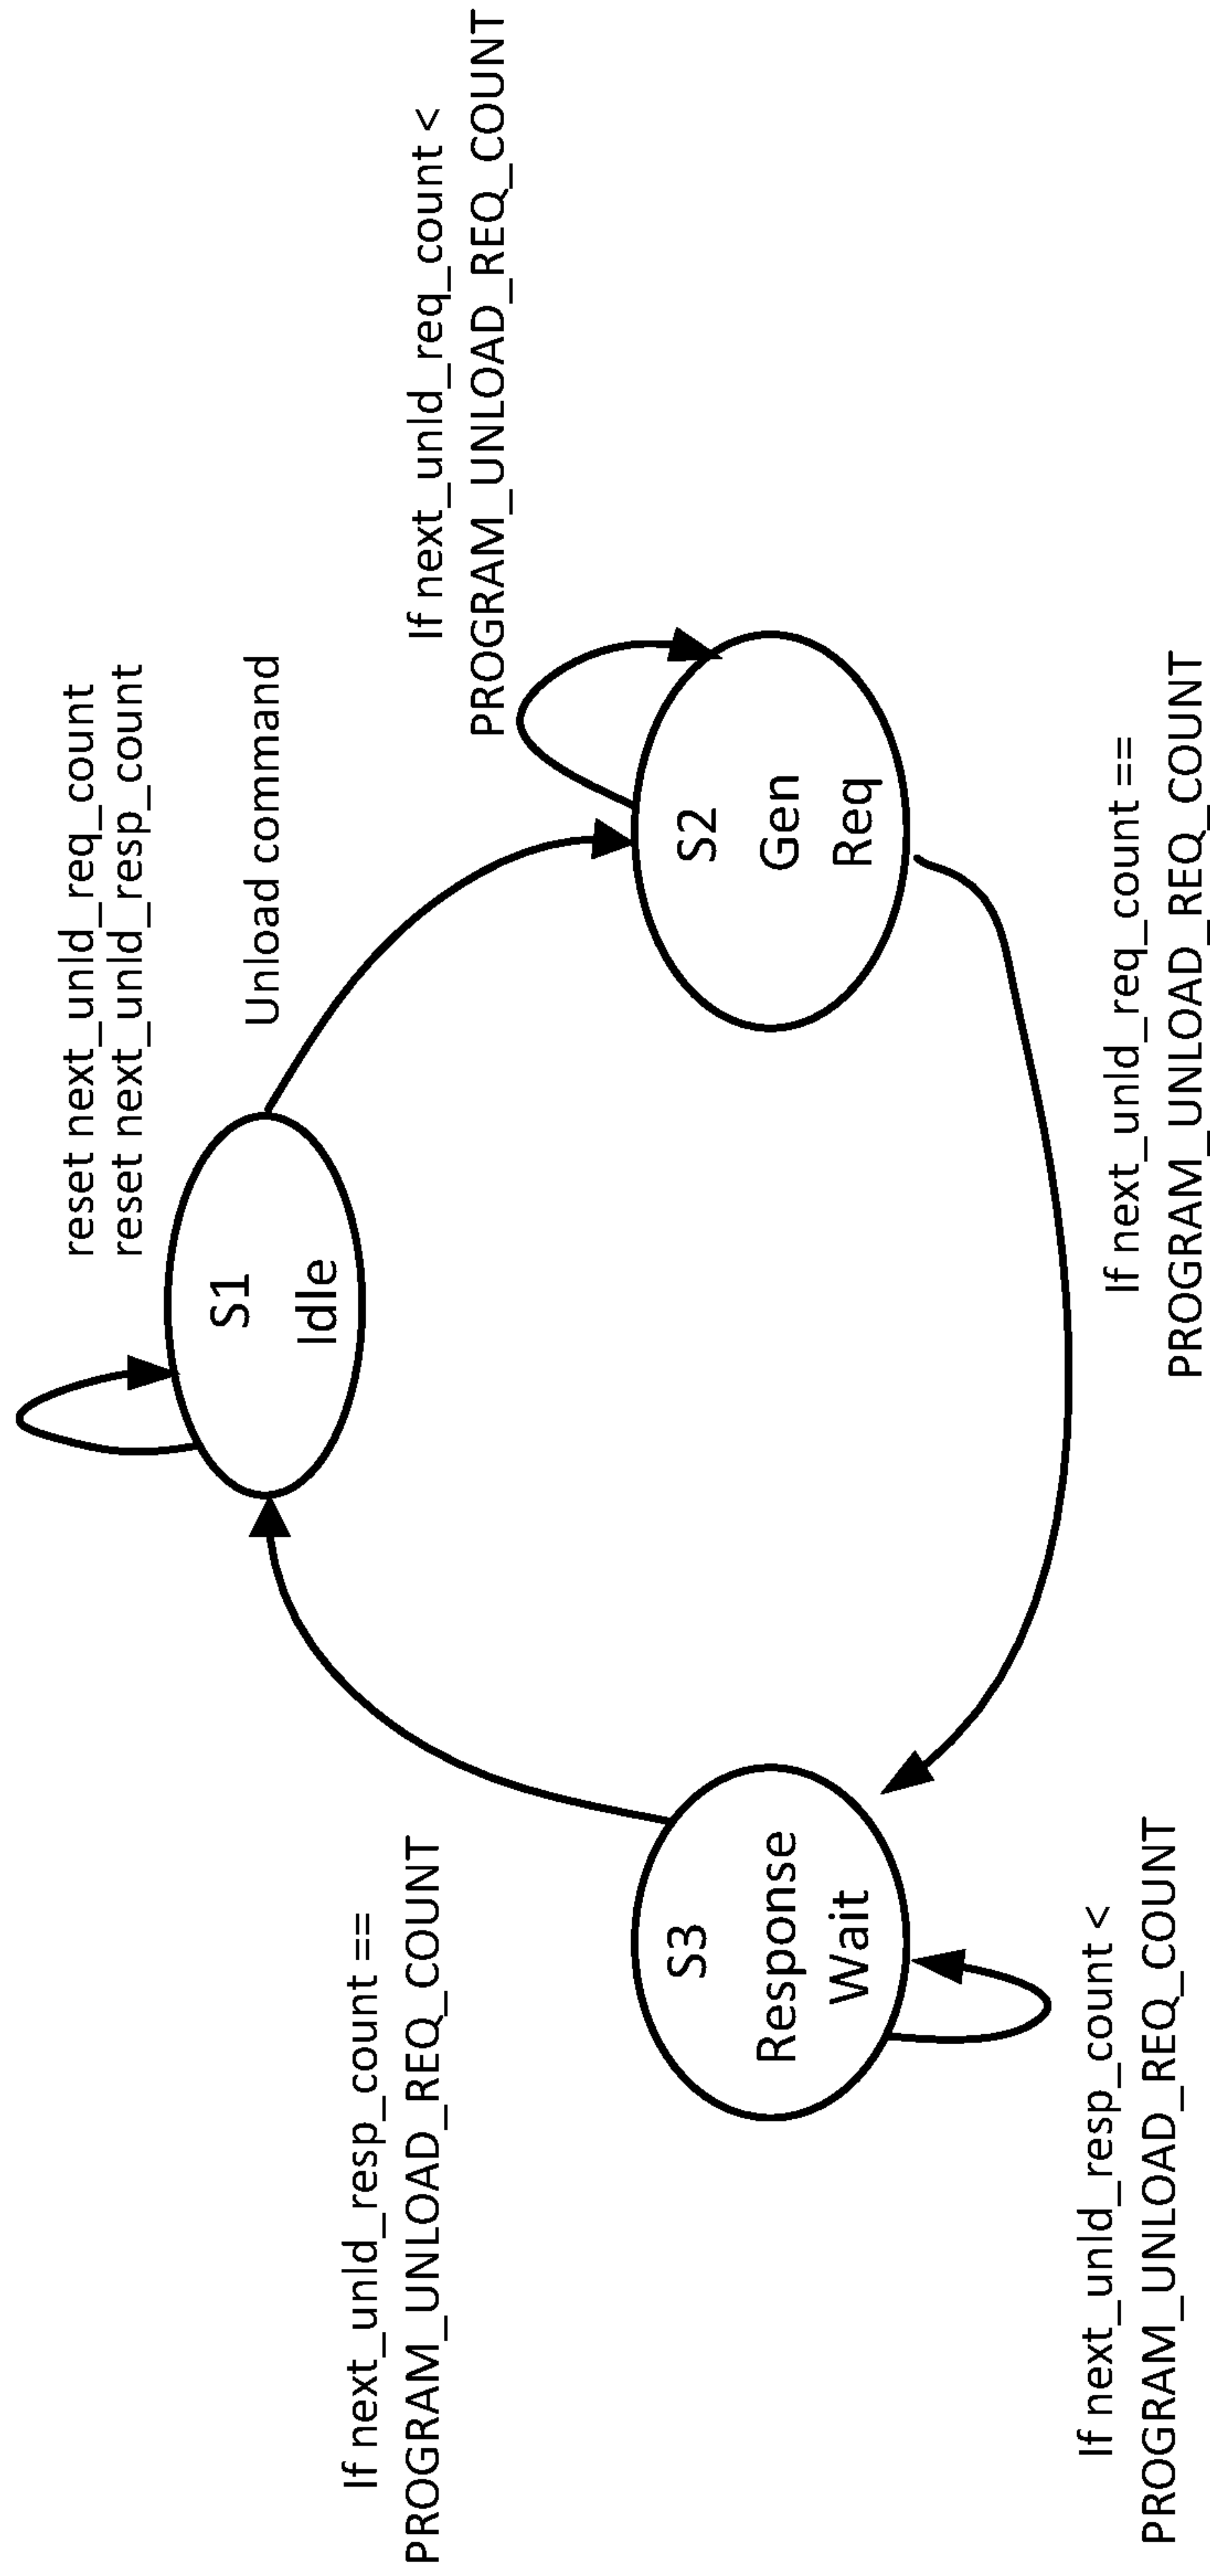 reset next_unld_req_count
reset next_unld_resp_count
S1
Idle
Unload command
If next_unld_req_count <
PROGRAM_UNLOAD_REQ_COUNT
S2
Gen
Req
If next_unld_req_count ==
PROGRAM_UNLOAD_REQ_COUNT
S3
Response
Wait
If next_unld_resp_count <
PROGRAM_UNLOAD_REQ_COUNT
If next_unld_resp_count ==
PROGRAM_UNLOAD_REQ_COUNT